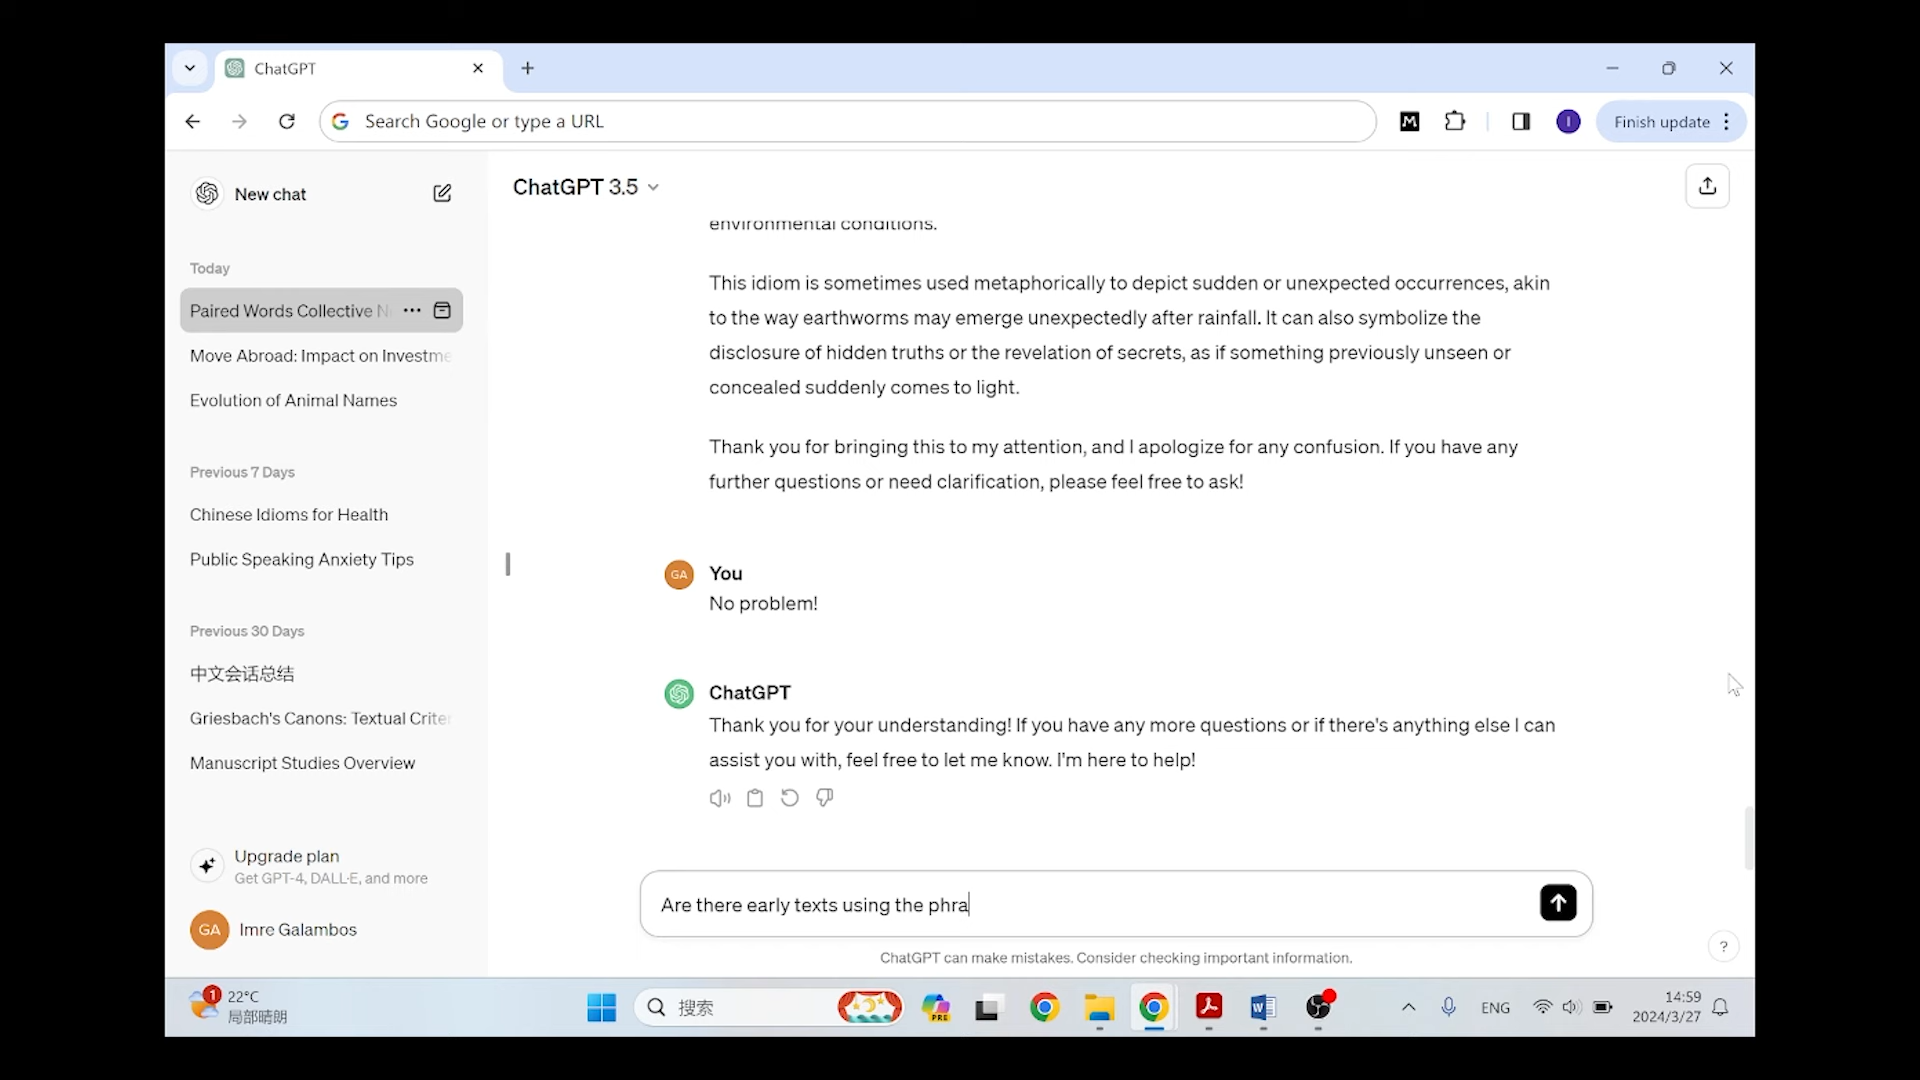 ChatGPT
Search Google or type a URL
Finish update
New chat
Today
Paired Words Collective N
Move Abroad: Impact on Investme
Evolution of Animal Names
Previous 7 Days
Chinese Idioms for Health
Public Speaking Anxiety Tips
Previous 30 Days
中文会话总结
Griesbach's Canons: Textual Criter
Manuscript Studies Overview
Upgrade plan
Get GPT-4, DALL·E, and more
GA
Imre Galambos
ChatGPT 3.5
environmental conditions.
This idiom is sometimes used metaphorically to depict sudden or unexpected occurrences, akin
to the way earthworms may emerge unexpectedly after rainfall. It can also symbolize the
disclosure of hidden truths or the revelation of secrets, as if something previously unseen or
concealed suddenly comes to light.
Thank you for bringing this to my attention, and I apologize for any confusion. If you have any
further questions or need clarification, please feel free to ask!
GA
You
No problem!
ChatGPT
Thank you for your understanding! If you have any more questions or if there's anything else I can
assist you with, feel free to let me know. I'm here to help!
Are there early texts using the phra
ChatGPT can make mistakes. Consider checking important information.
?
1
22°C
局部晴朗
搜索
PRE
ENG
14:59
2024/3/27